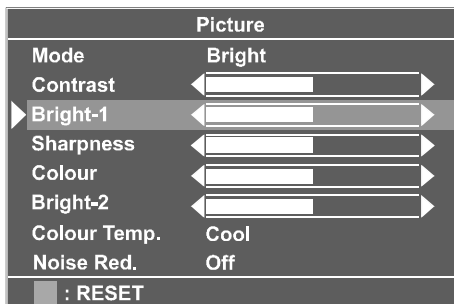 Picture
Mode Bright
Contrast
Bright-1
Sharpness
Colour
Bright-2
Colour Temp. Cool
Noise Red. Off
: RESET